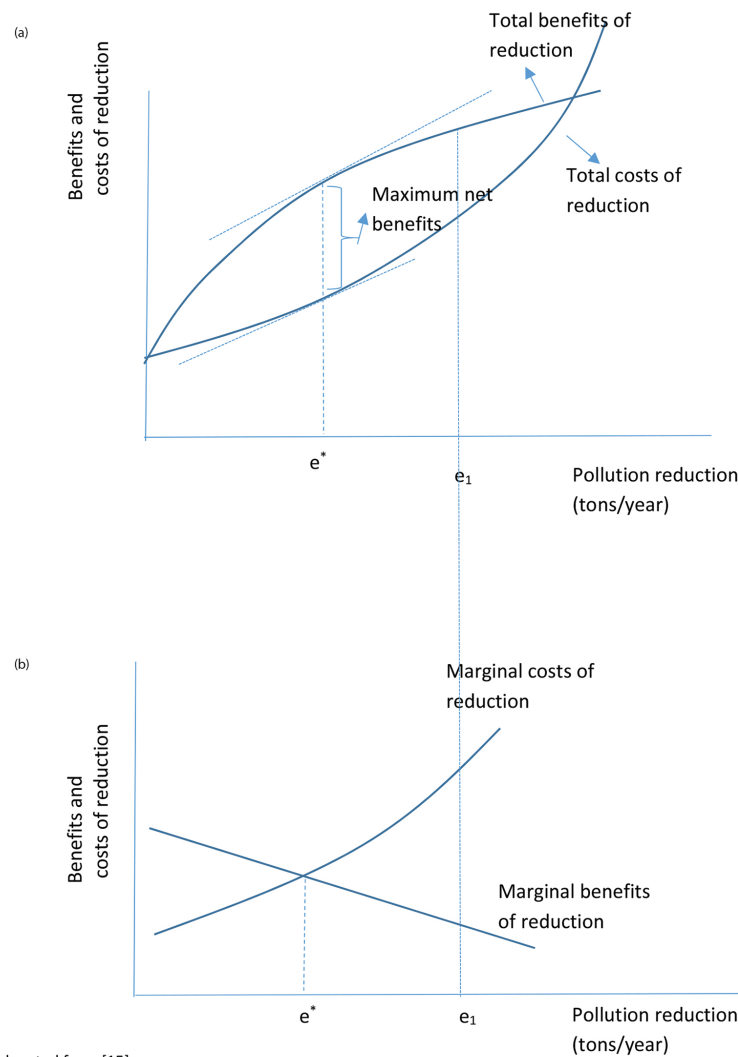 (a)
Total benefits of
reduction
Benefits and
costs of reduction
Total costs of
reduction
Maximum net
benefits
e*
e₁
Pollution reduction
(tons/year)
(b)
Marginal costs of
reduction
Benefits and
costs of reduction
Marginal benefits
of reduction
e*
e₁
Pollution reduction
(tons/year)
[15]